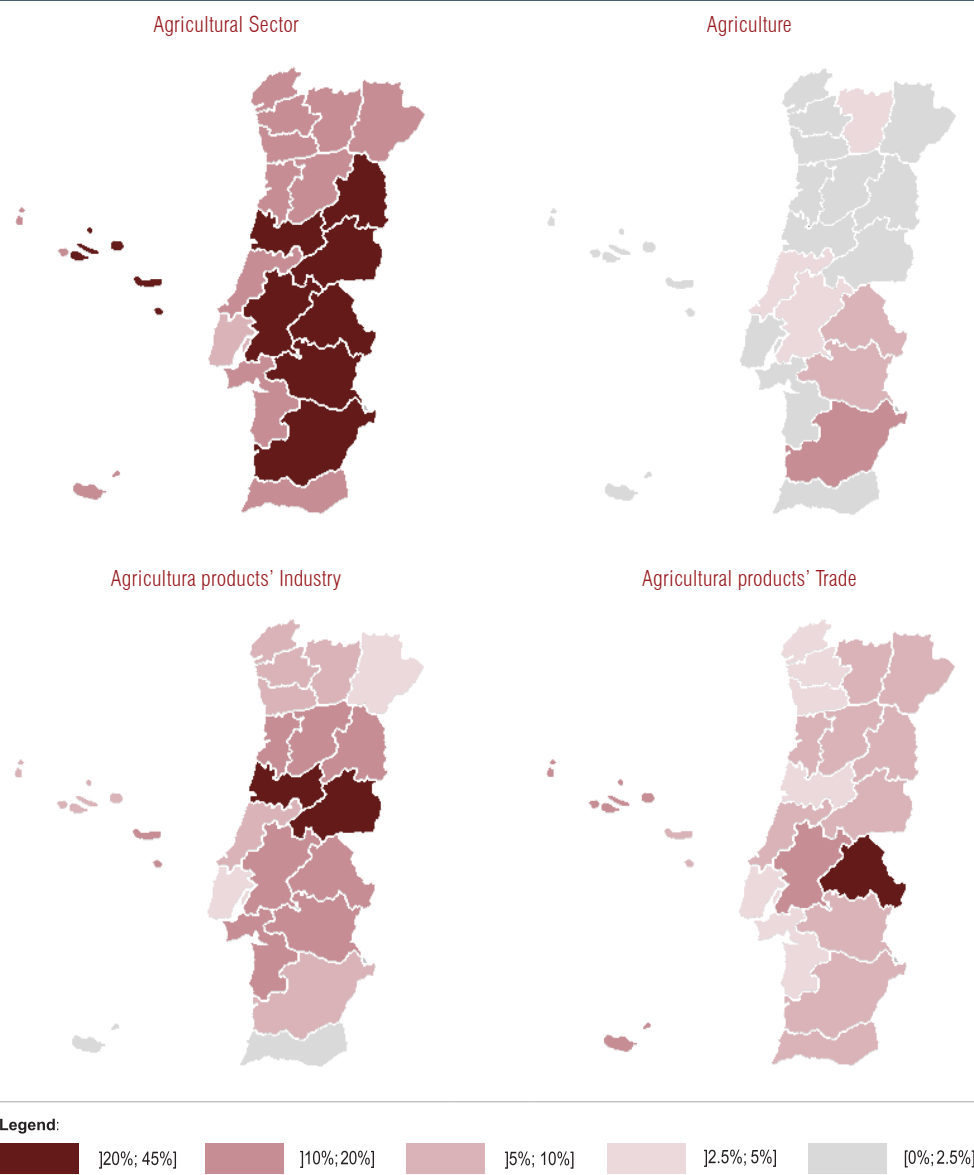 Agricultural Sector
Agriculture
Agricultura products’ Industry
Agricultural products’ Trade
Legend:
]20%; 45%]
]10%; 20%]
]5%; 10%]
]2.5%; 5%]
[0%; 2.5%]